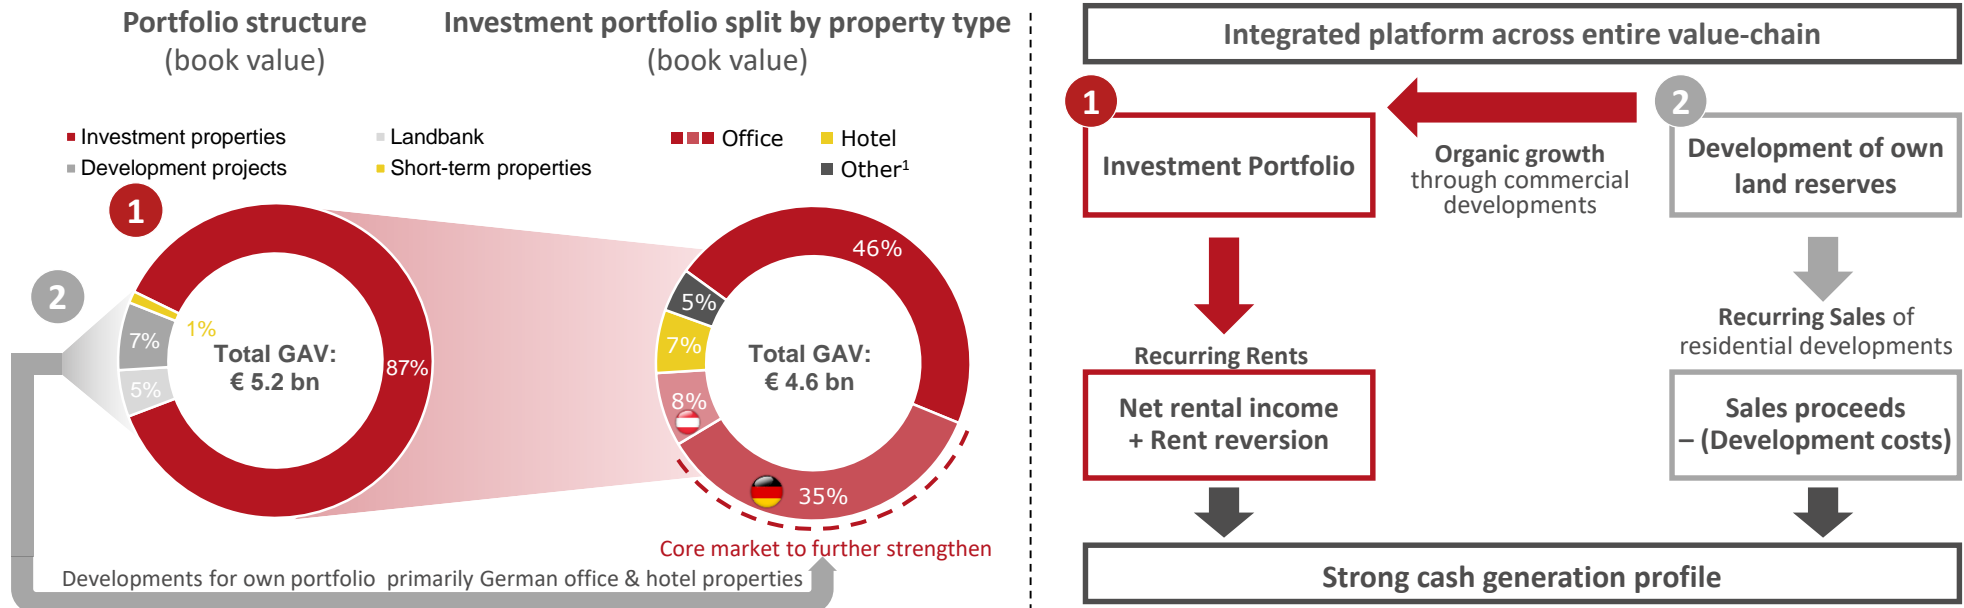 Portfolio structure
(book value)
Investment portfolio split by property type
(book value)
Investment properties
Landbank
Development projects
Short-term properties
Office
Hotel
Other¹
1
2
1%
7%
5%
87%
Total GAV:
€ 5.2 bn
46%
5%
7%
8%
35%
Total GAV:
€ 4.6 bn
Core market to further strengthen
Developments for own portfolio primarily German office & hotel properties
Integrated platform across entire value-chain
1
2
Investment Portfolio
Organic growth
through commercial
developments
Development of own
land reserves
Recurring Rents
Recurring Sales of
residential developments
Net rental income
+ Rent reversion
Sales proceeds
– (Development costs)
Strong cash generation profile